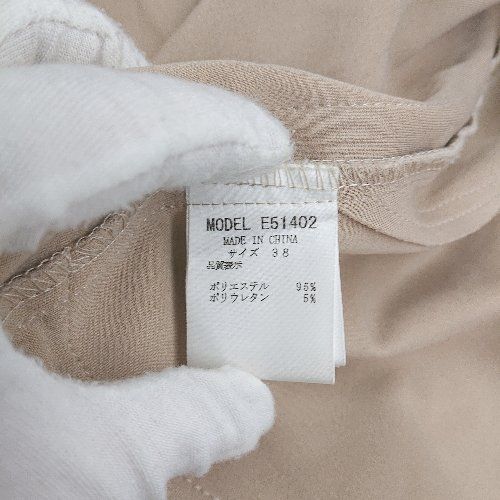 MODEL E51402
MADE IN CHINA
サイズ 38
品質表示
ポリエステル 95%
ポリウレタン 5%